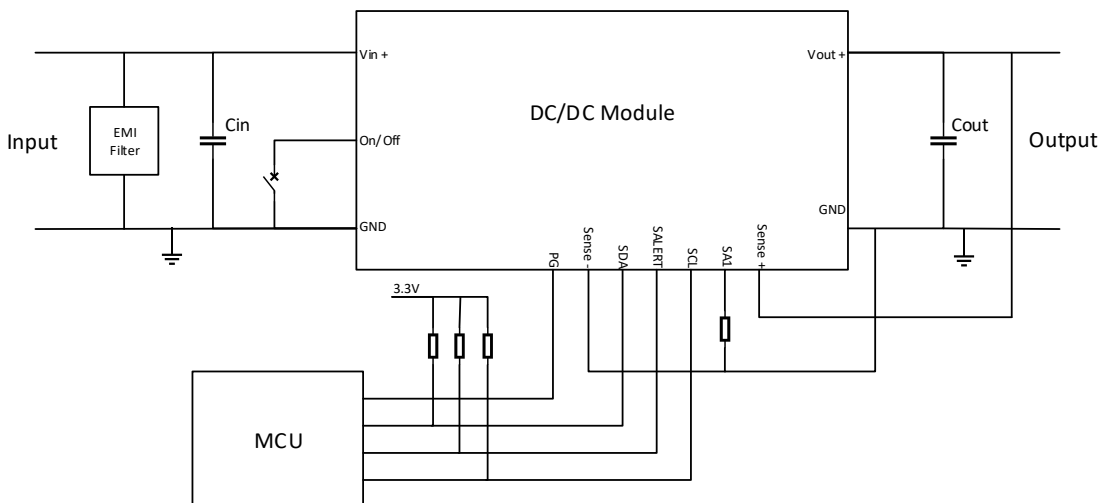 Vin +
Vout +
DC/DC Module
EMI
Filter
Cin
Cout
Input
On/Off
Output
GND
GND
PG
Sense -
SDA
SALERT
SCL
SA1
Sense +
3.3V
MCU